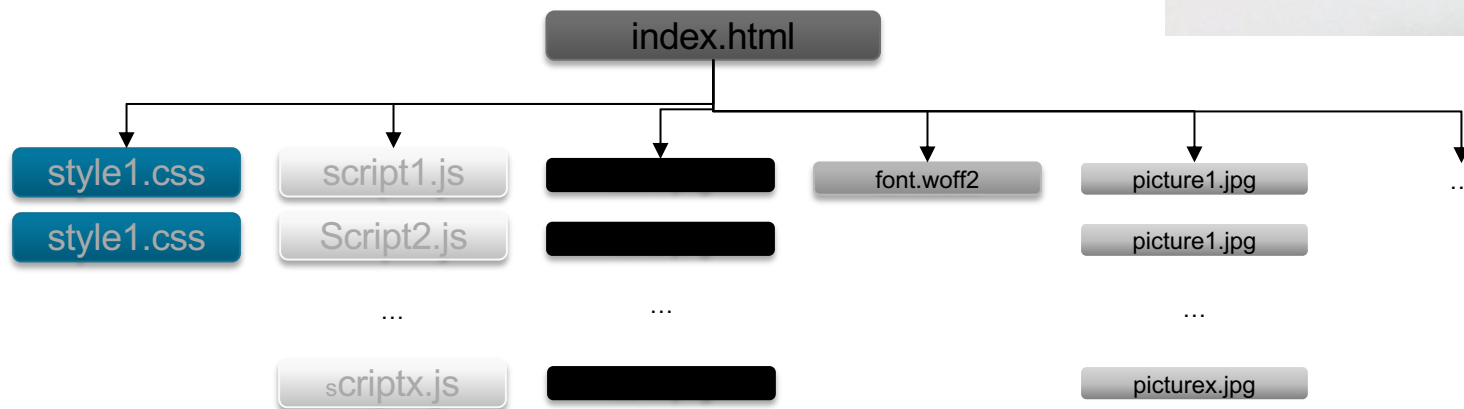 index.html
style1.css
script1.js
font.woff2
picture1.jpg
...
style1.css
Script2.js
picture1.jpg
...
...
...
scriptx.js
picturex.jpg